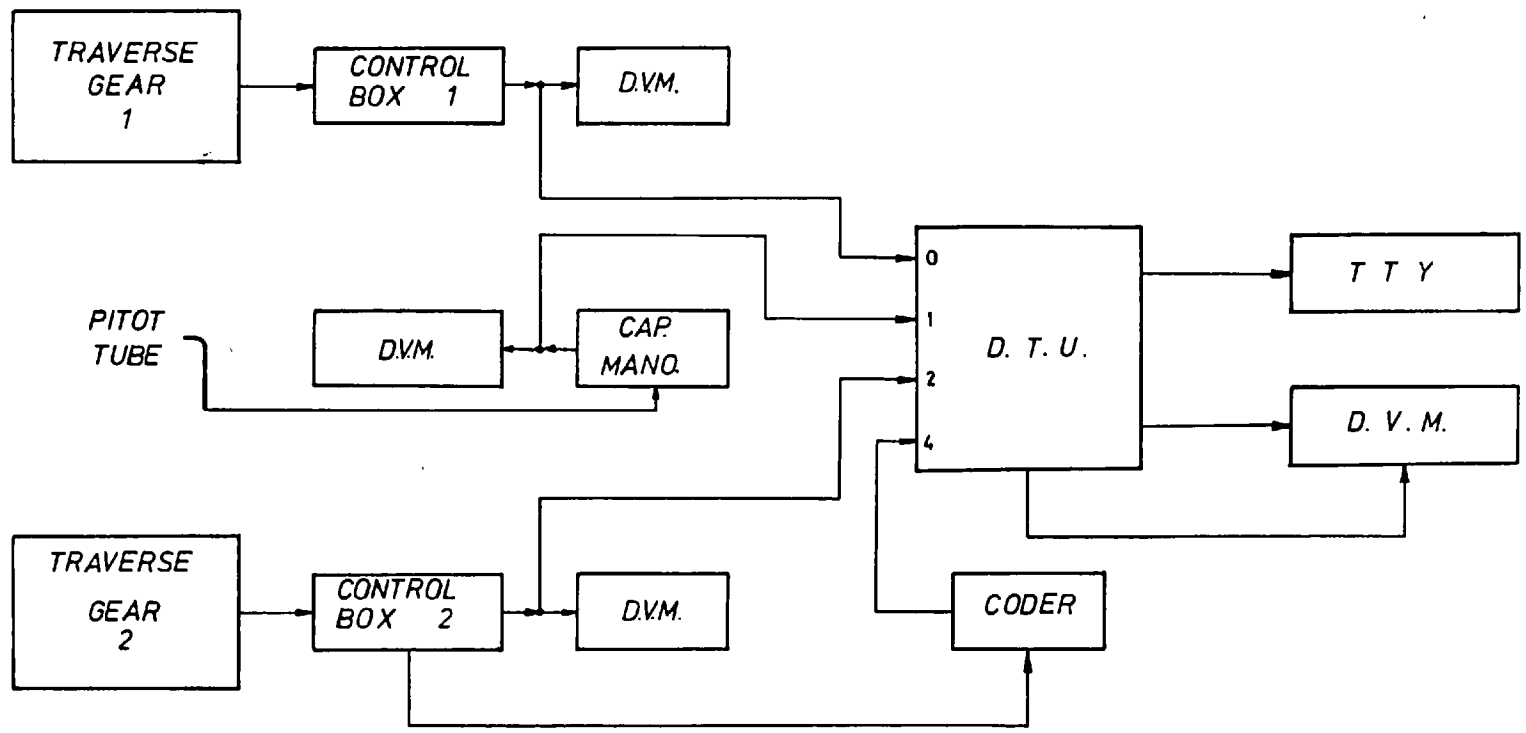 TRAVERSE
GEAR
1
CONTROL
BOX 1
D.V.M.
PITOT
TUBE
D.V.M.
CAP.
MANO.
0
1
2
4
D. T. U.
T T Y
D. V. M.
TRAVERSE
GEAR
2
CONTROL
BOX 2
D.V.M.
CODER